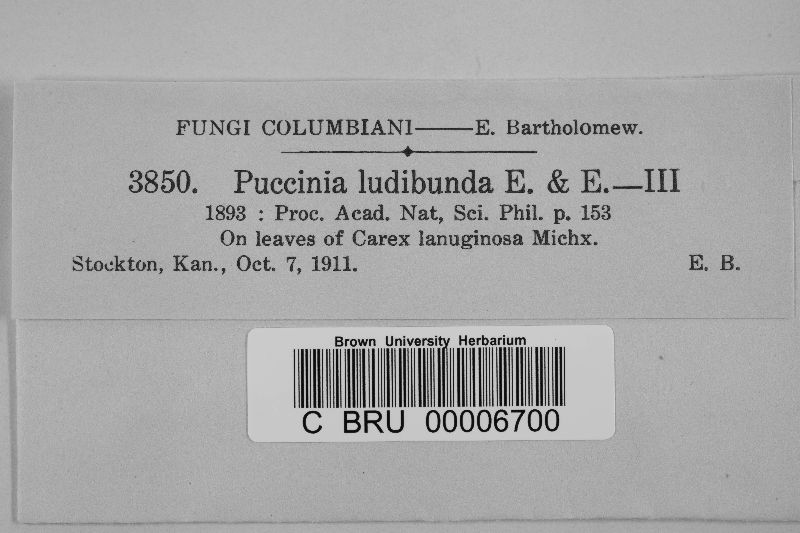 FUNGI COLUMBIANI——E. Bartholomew.
3850. Puccinia ludibunda E. & E.—III
1893 : Proc. Acad. Nat, Sci. Phil. p. 153
On leaves of Carex lanuginosa Michx.
Stockton, Kan., Oct. 7, 1911. E. B.
Brown University Herbarium
C BRU 00006700